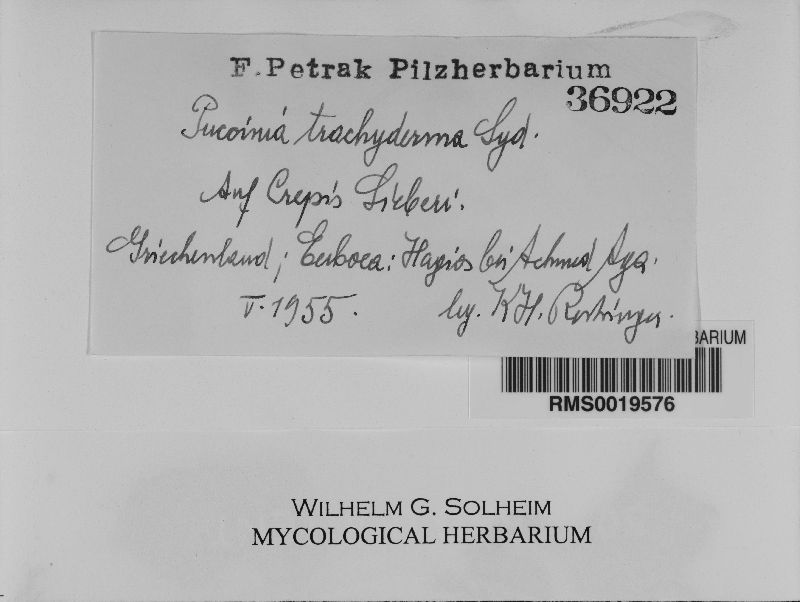 F. Petrak Pilzherbarium
36922
Puccinia trachyderma Syd.
Auf Crepis Sieberi.
Griechenland; Euboea: Hagios bei Achmed Aga.
V. 1955. leg. K.H. Rechinger.
BARIUM
RMS0019576
WILHELM G. SOLHEIM
MYCOLOGICAL HERBARIUM